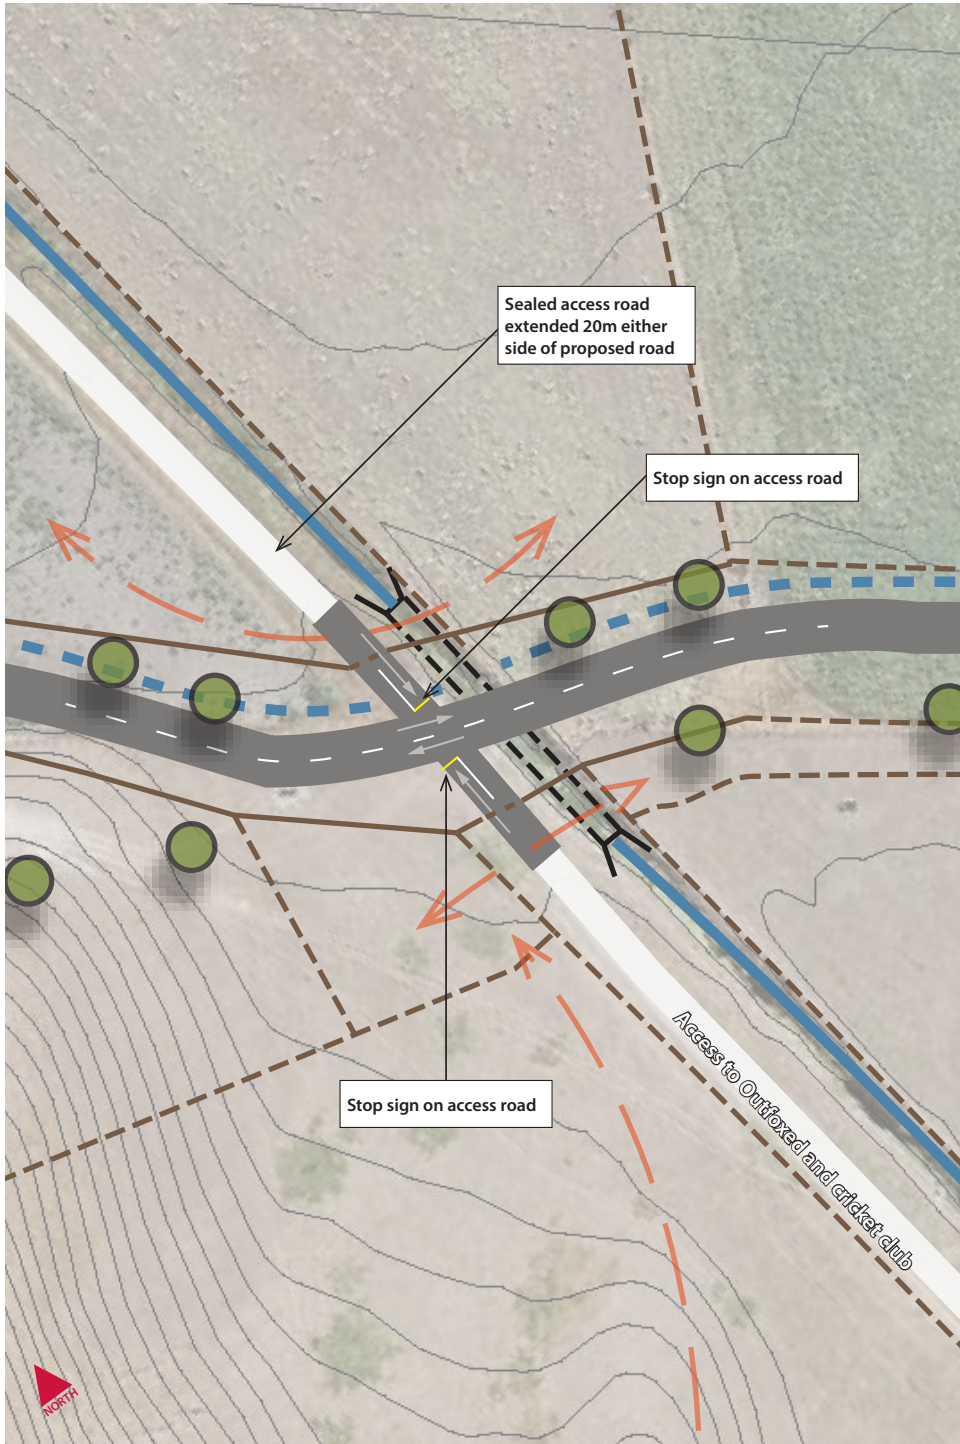 Sealed access road
extended 20m either
side of proposed road
Stop sign on access road
Access to Outfoxed and cricket club
Stop sign on access road
NORTH